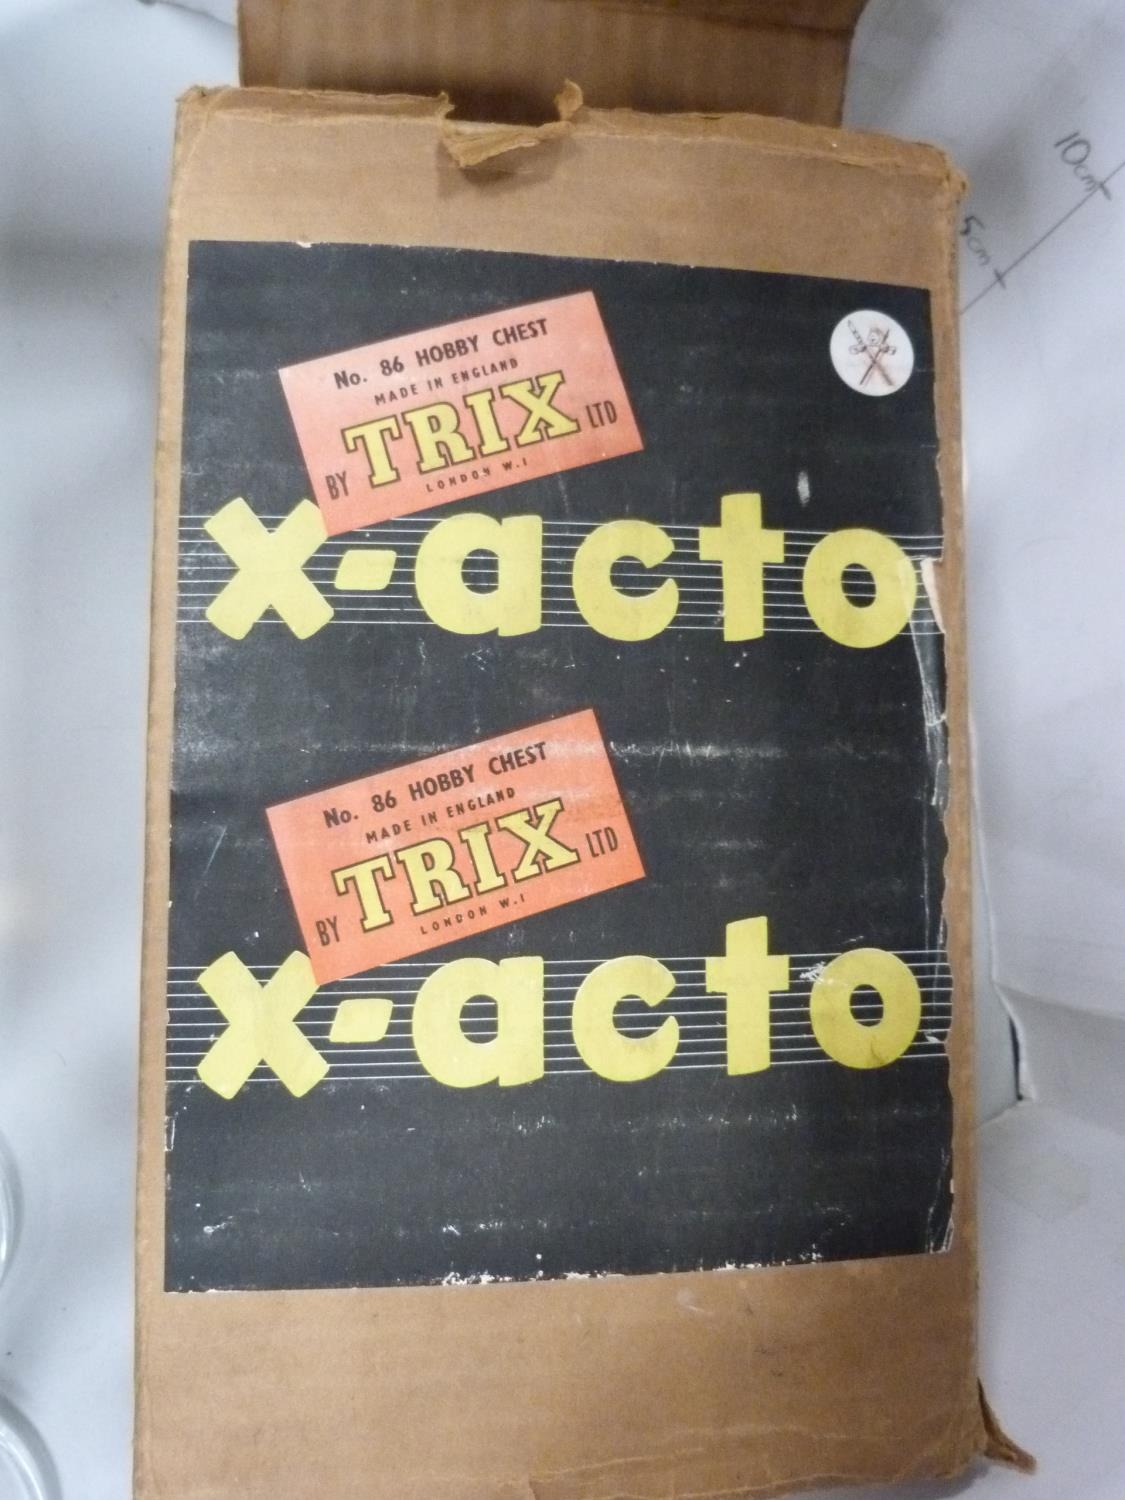 10cm
5cm
No. 86 HOBBY CHEST
MADE IN ENGLAND
BY TRIX LTD
LONDON W.1
x-acto
No. 86 HOBBY CHEST
MADE IN ENGLAND
BY TRIX LTD
LONDON W.1
x-acto